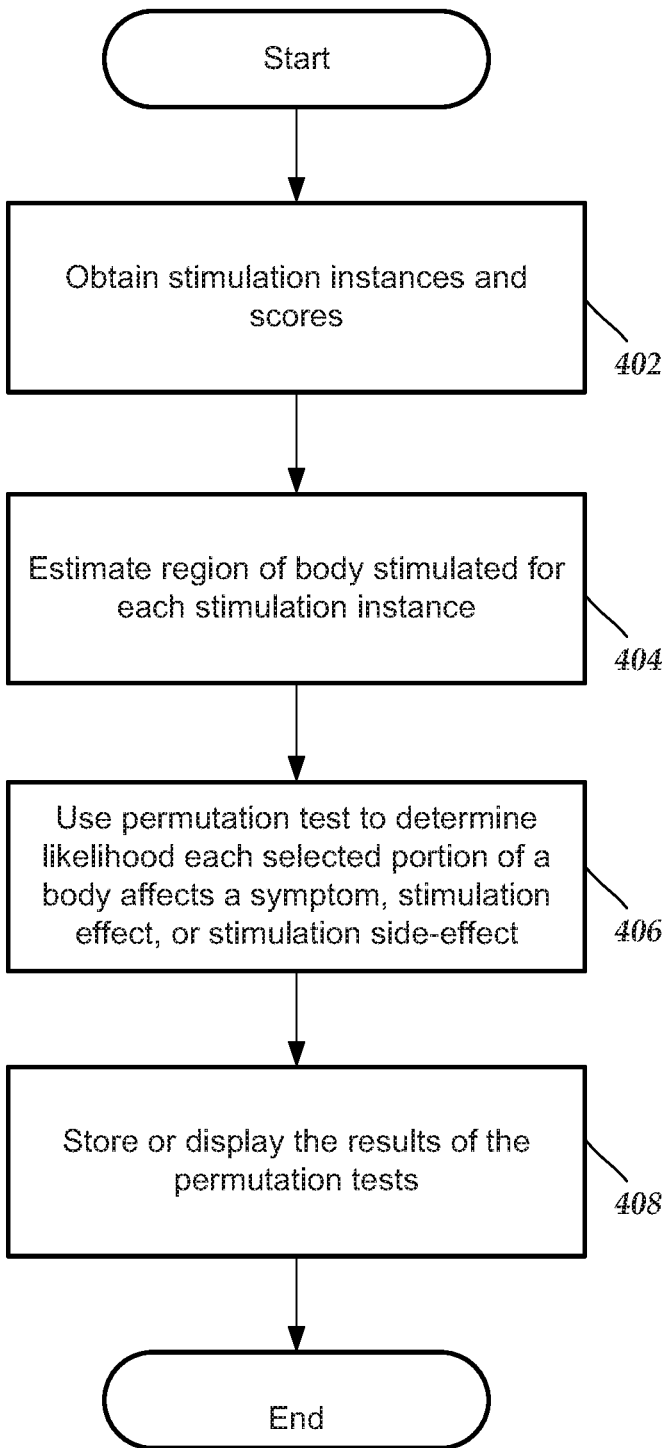 Start
Obtain stimulation instances and
scores
402
Estimate region of body stimulated for
each stimulation instance
404
Use permutation test to determine
likelihood each selected portion of a
body affects a symptom, stimulation
effect, or stimulation side-effect
406
Store or display the results of the
permutation tests
408
End